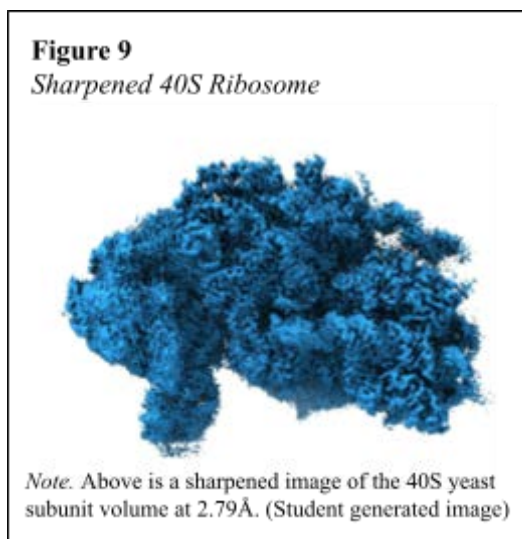 Figure 9
Sharpened 40S Ribosome
Note. Above is a sharpened image of the 40S yeast
subunit volume at 2.79Å. (Student generated image)